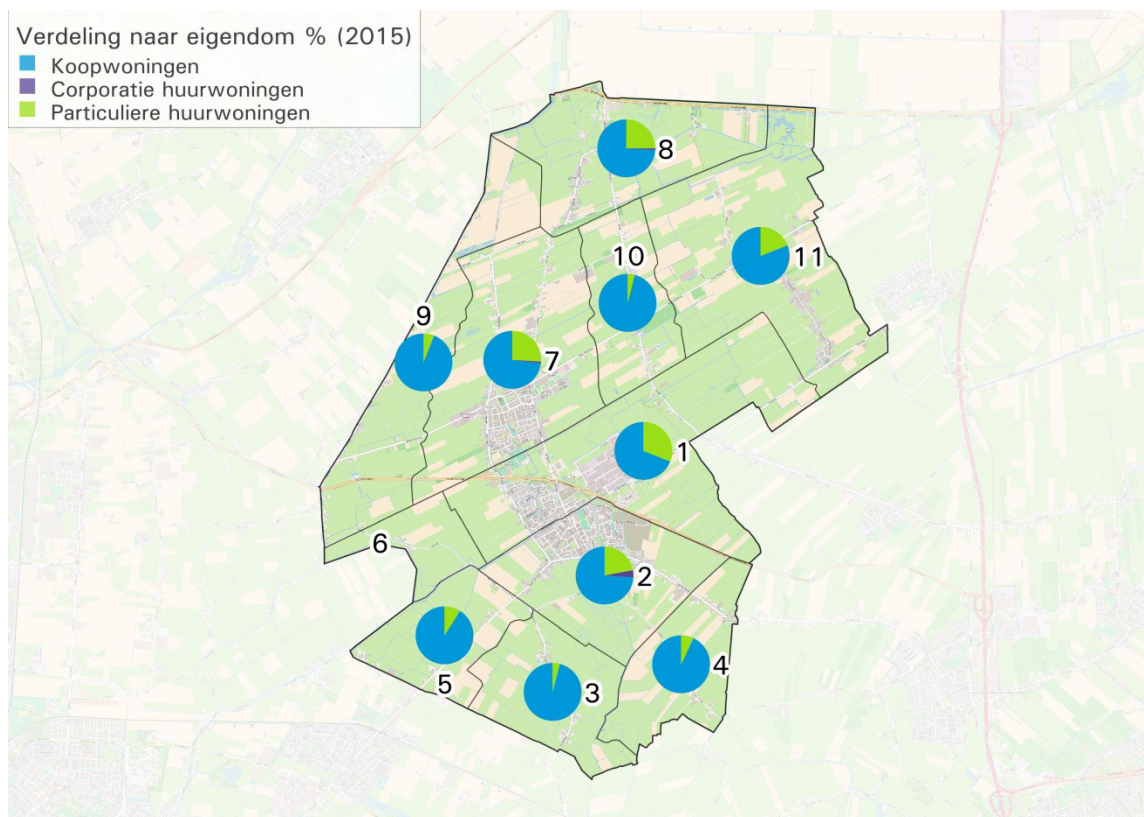 Verdeling naar eigendom % (2015)
Koopwoningen
Corporatie huurwoningen
Particuliere huurwoningen
8
10
11
9
7
1
6
2
5
3
4